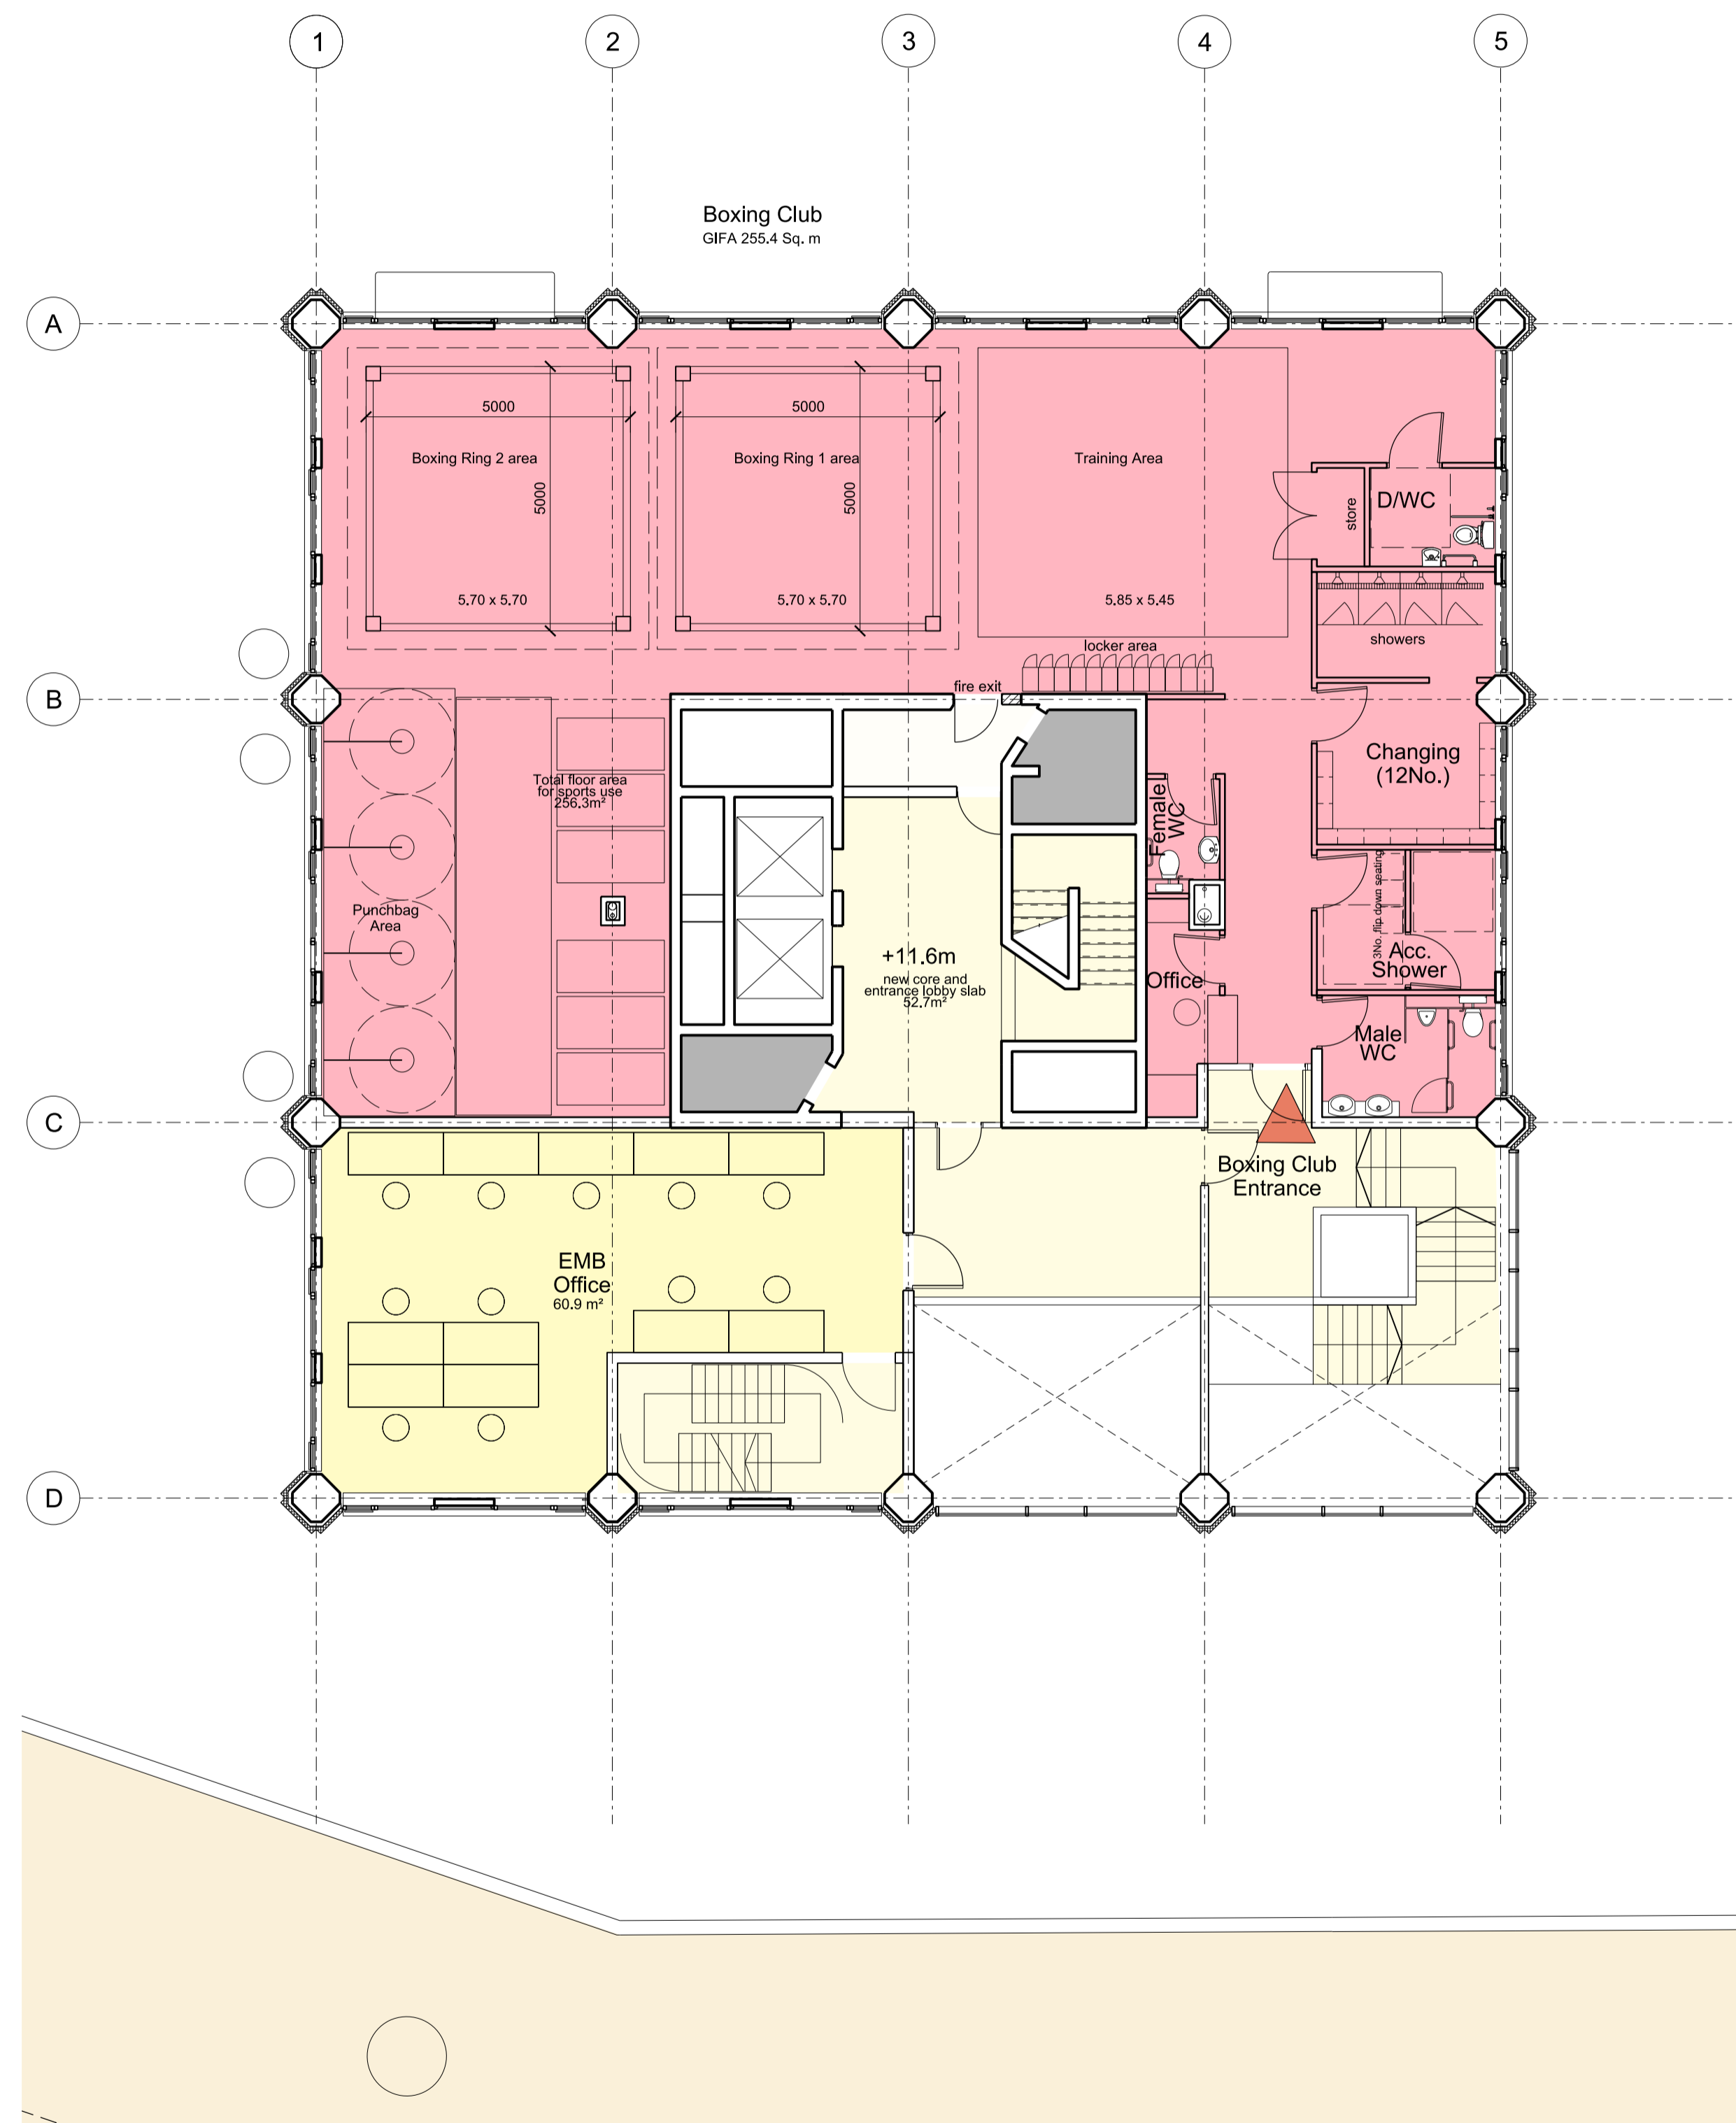 1
2
3
4
5
Boxing Club
GIFA 255.4 Sq. m
A
5000
5000
Boxing Ring 2 area
Boxing Ring 1 area
Training Area
5000
5000
store
D/WC
5.70 x 5.70
5.70 x 5.70
5.85 x 5.45
showers
locker area
fire exit
B
Changing
(12No.)
Total floor area
for sports use
256.3m²
Female
WC
Punchbag
Area
3No. flip down seating
+11.6m
new core and
entrance lobby slab
52.7m²
Acc.
Shower
Office
Male
WC
C
Boxing Club
Entrance
EMB
Office
60.9 m²
D